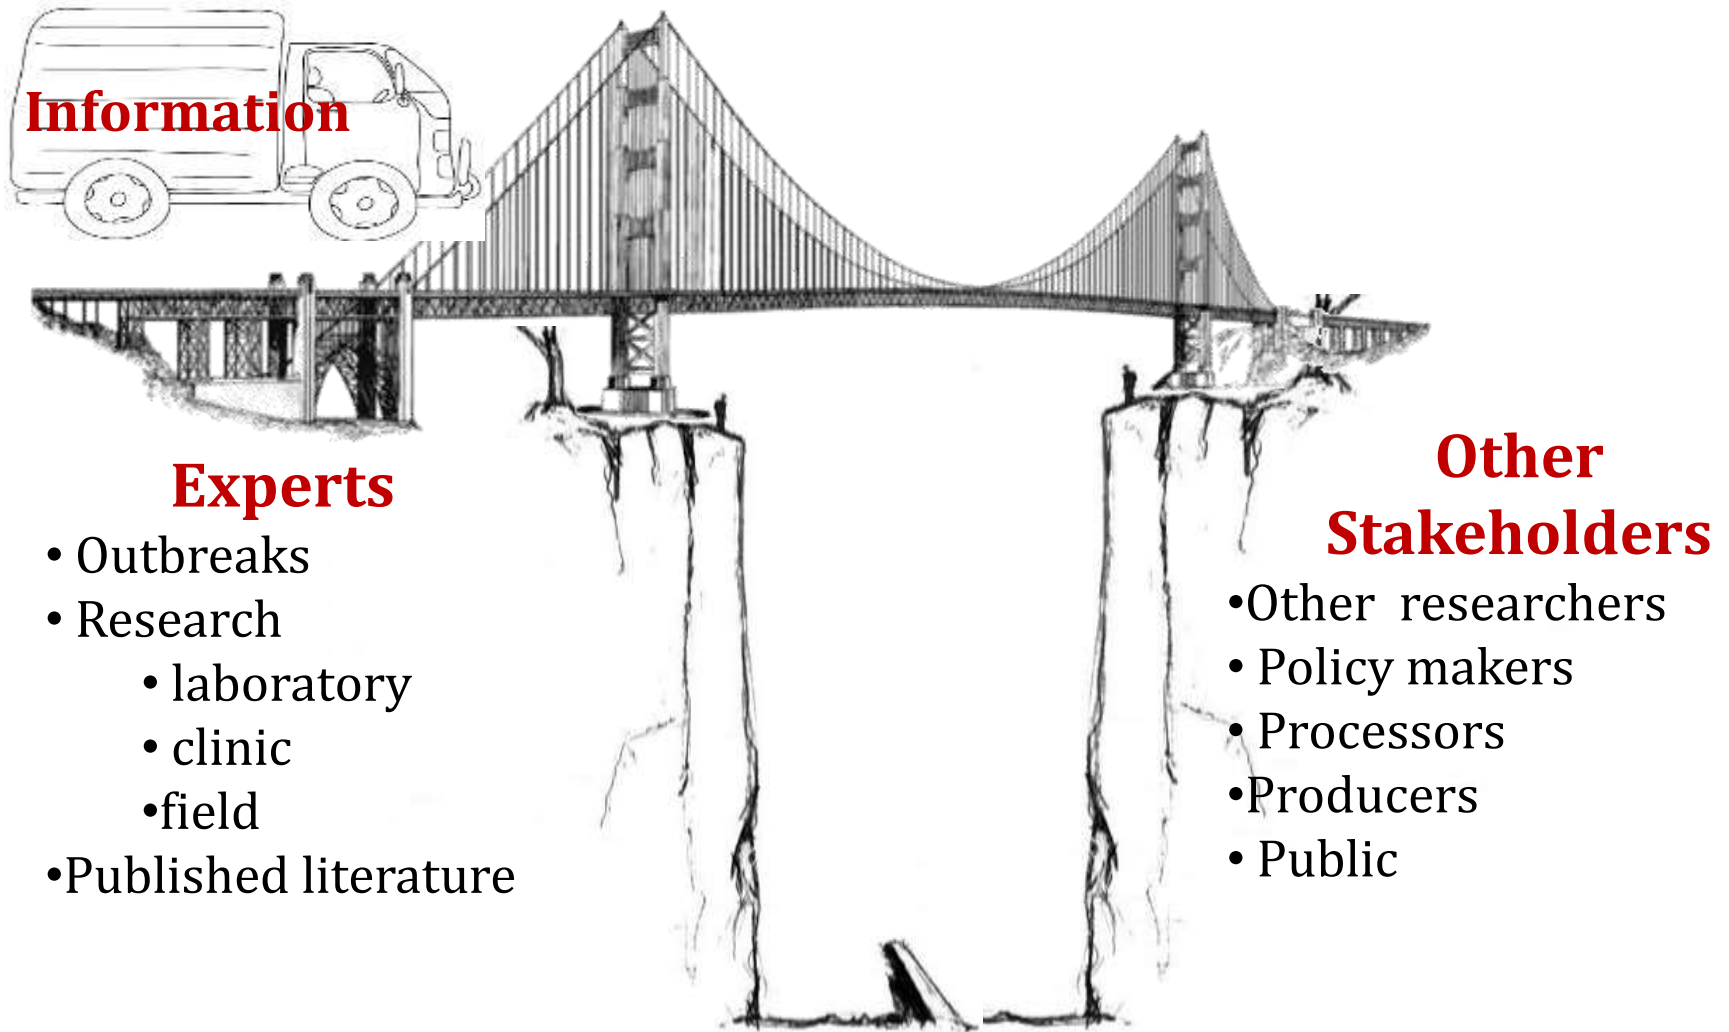 Information
Experts
• Outbreaks
• Research
• laboratory
• clinic
•field
•Published literature
Other
Stakeholders
•Other  researchers
• Policy makers
• Processors
•Producers
• Public